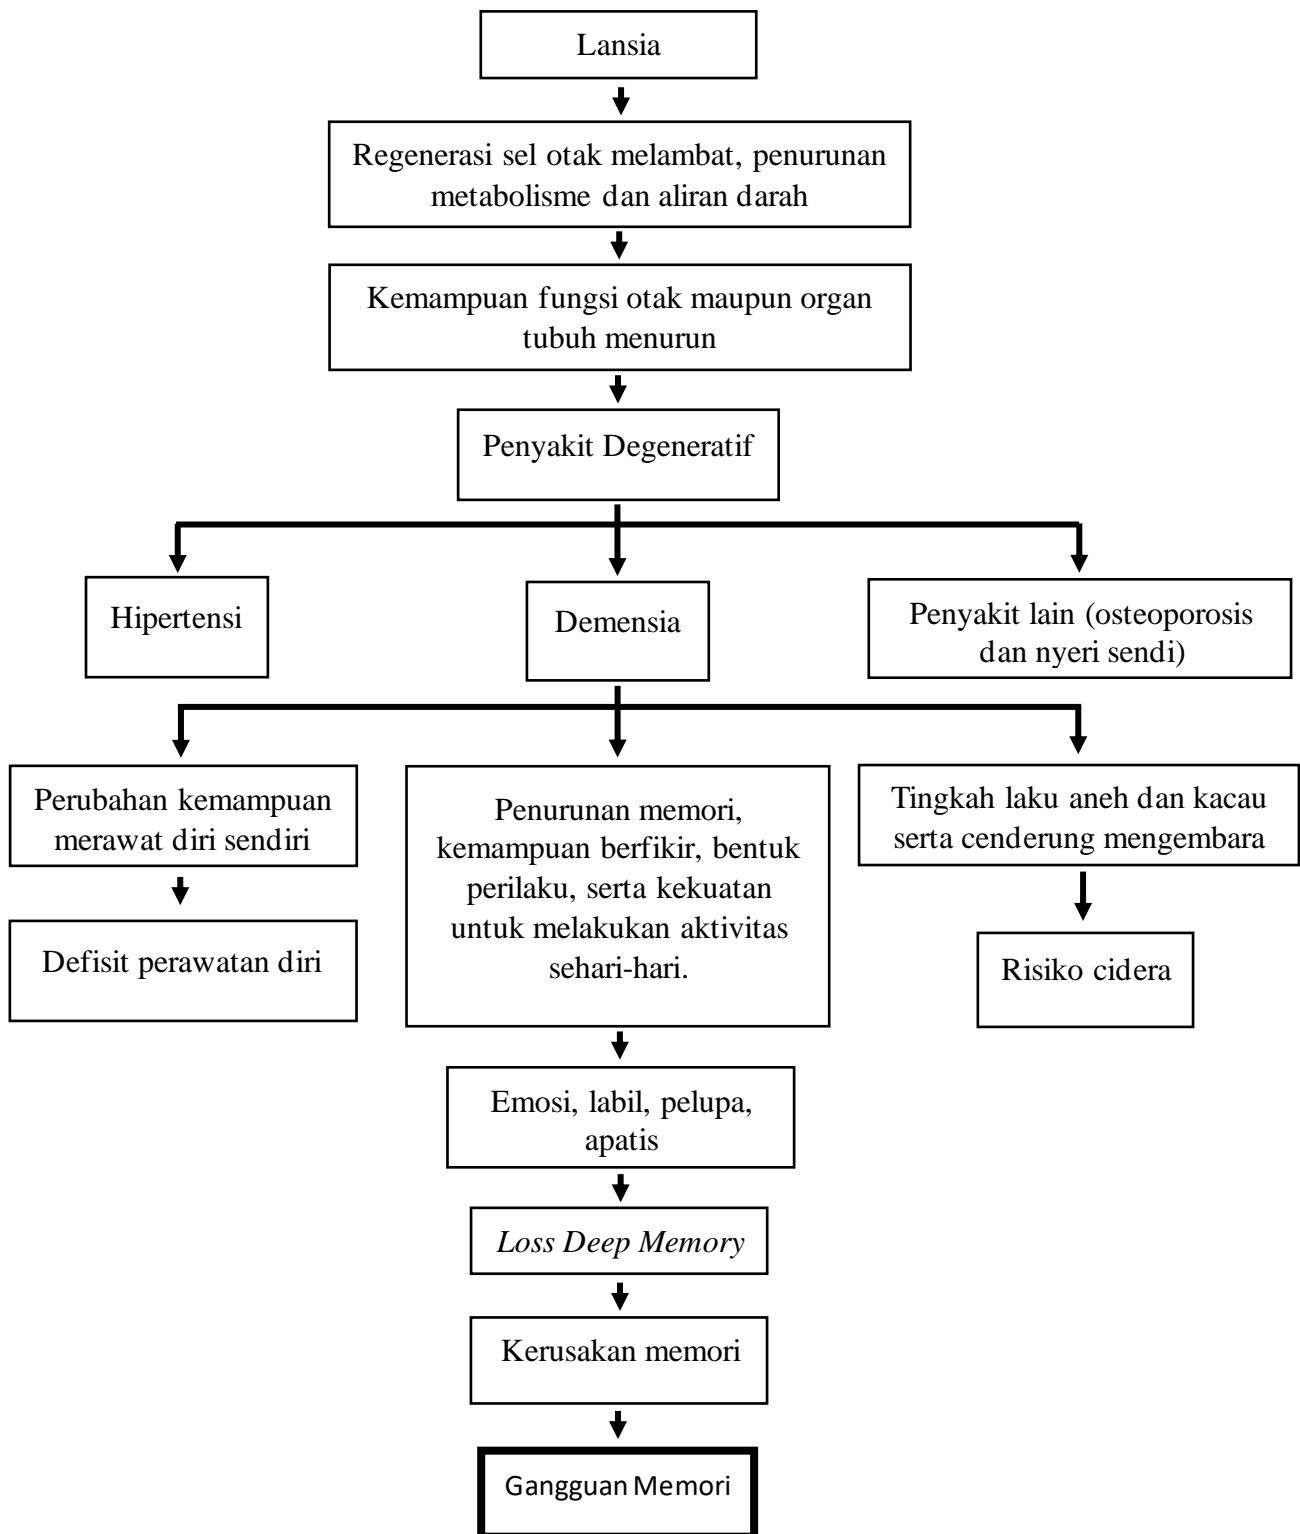 Lansia
Regenerasi sel otak melambat, penurunan
metabolisme dan aliran darah
Kemampuan fungsi otak maupun organ
tubuh menurun
Penyakit Degeneratif
Hipertensi
Demensia
Penyakit lain (osteoporosis
dan nyeri sendi)
Perubahan kemampuan
merawat diri sendiri
Penurunan memori,
kemampuan berfikir, bentuk
perilaku, serta kekuatan
untuk melakukan aktivitas
sehari-hari.
Tingkah laku aneh dan kacau
serta cenderung mengembara
Defisit perawatan diri
Risiko cidera
Emosi, labil, pelupa,
apatis
Loss Deep Memory
Kerusakan memori
Gangguan Memori